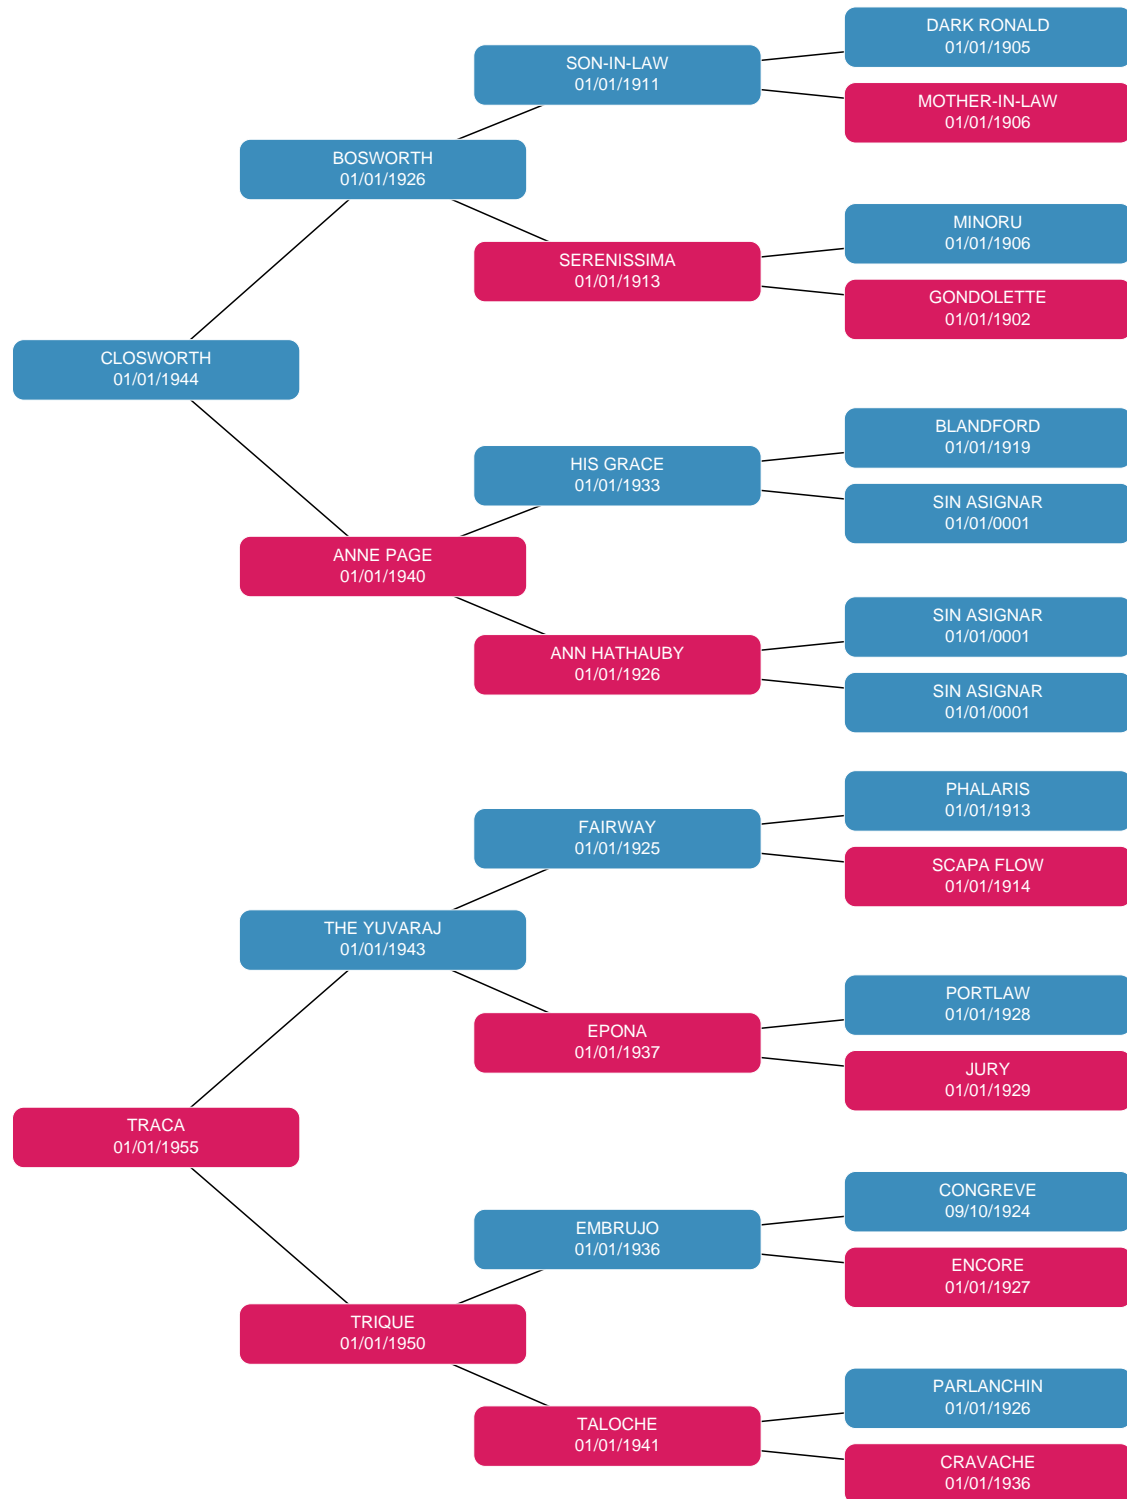 DARK RONALD
01/01/1905
SON-IN-LAW
01/01/1911
MOTHER-IN-LAW
01/01/1906
BOSWORTH
01/01/1926
MINORU
01/01/1906
SERENISSIMA
01/01/1913
GONDOLETTE
01/01/1902
CLOSWORTH
01/01/1944
BLANDFORD
01/01/1919
HIS GRACE
01/01/1933
SIN ASIGNAR
01/01/0001
ANNE PAGE
01/01/1940
SIN ASIGNAR
01/01/0001
ANN HATHAUBY
01/01/1926
SIN ASIGNAR
01/01/0001
PHALARIS
01/01/1913
FAIRWAY
01/01/1925
SCAPA FLOW
01/01/1914
THE YUVARAJ
01/01/1943
PORTLAW
01/01/1928
EPONA
01/01/1937
JURY
01/01/1929
TRACA
01/01/1955
CONGREVE
09/10/1924
EMBRUJO
01/01/1936
ENCORE
01/01/1927
TRIQUE
01/01/1950
PARLANCHIN
01/01/1926
TALOCHE
01/01/1941
CRAVACHE
01/01/1936